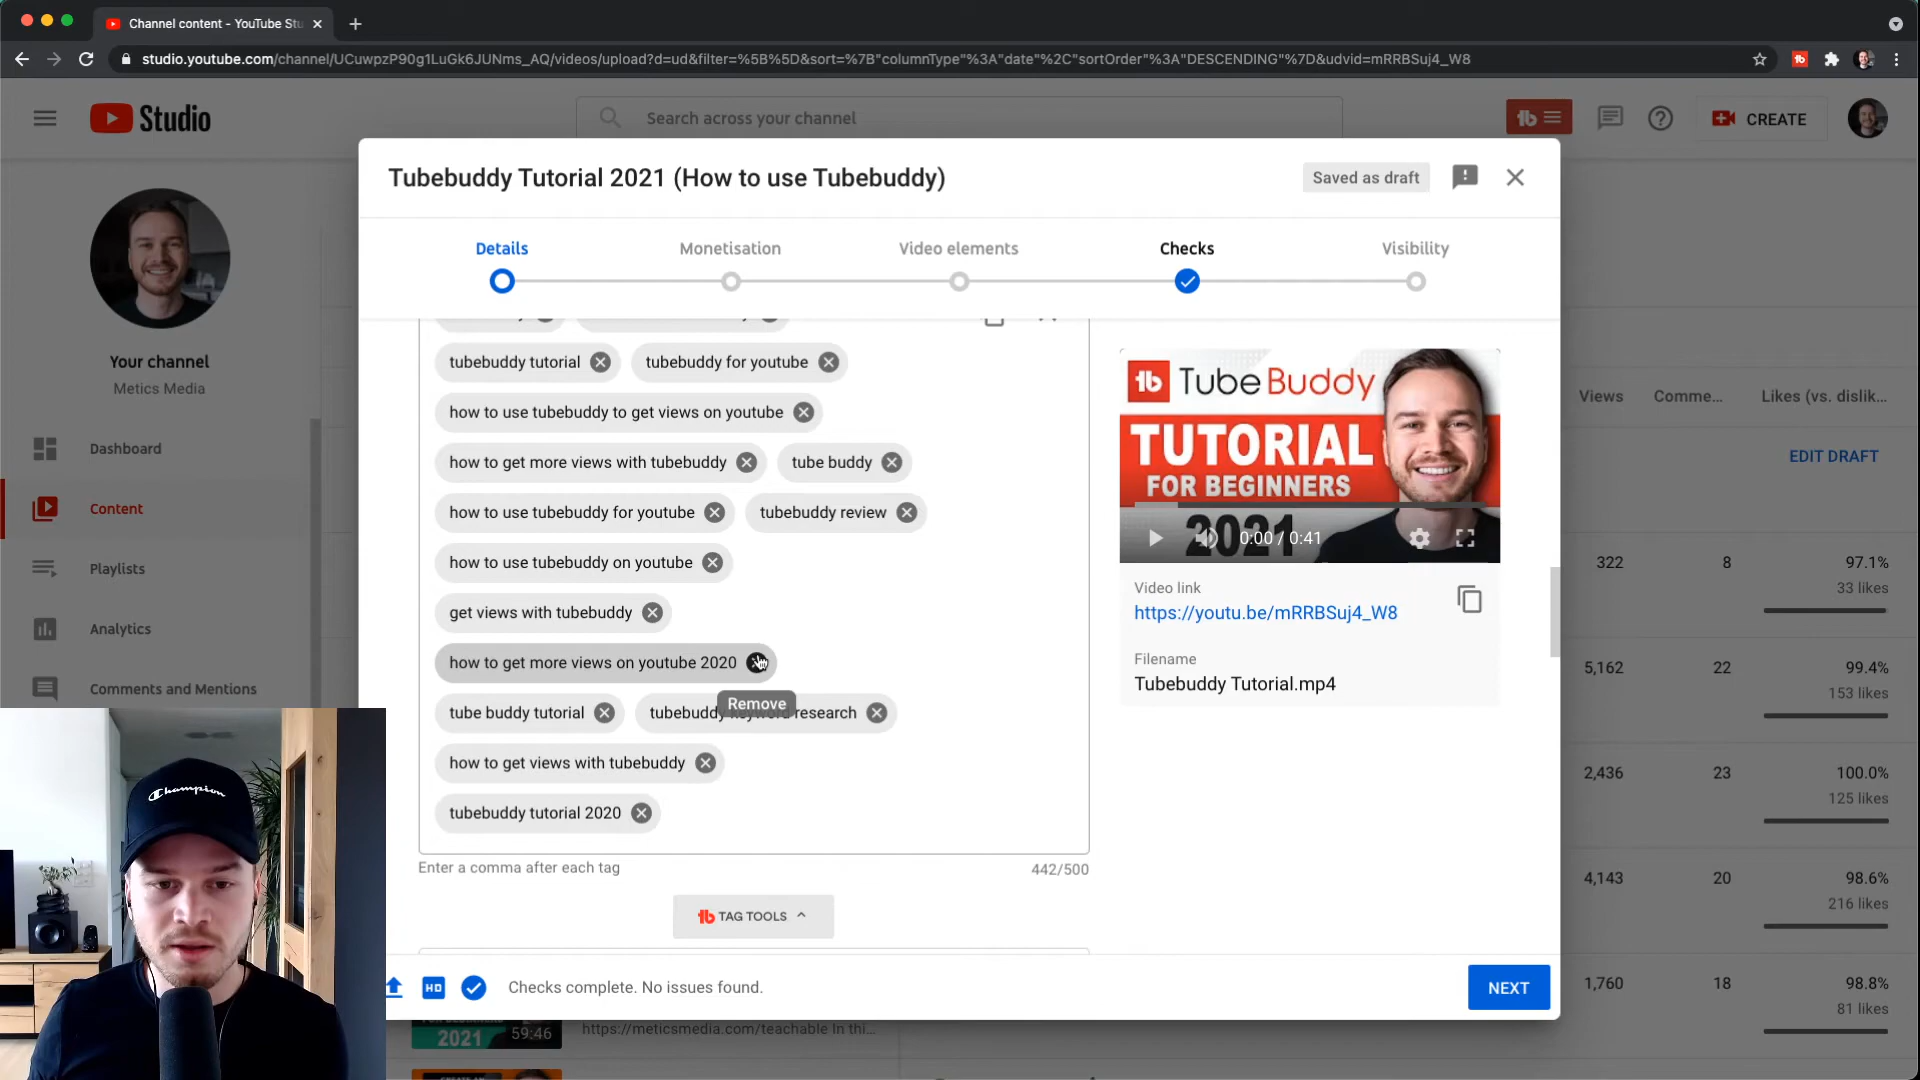 Channel content - YouTube Stu
studio.youtube.com/channel/UCuwpzP90g1LuGk6JUNms_AQ/videos/upload?d=ud&filter=%5B%5D&sort=%7B"columnType"%3A"date"%2C"sortOrder"%3A"DESCENDING"%7D&udvid=mRRBSuj4_W8
Studio
Search across your channel
CREATE
Tubebuddy Tutorial 2021 (How to use Tubebuddy)
Saved as draft
Details
Monetisation
Video elements
Checks
Visibility
Your channel
Metics Media
Dashboard
Content
Playlists
Analytics
Comments and Mentions
tubebuddy tutorial
tubebuddy for youtube
how to use tubebuddy to get views on youtube
how to get more views with tubebuddy
tube buddy
how to use tubebuddy for youtube
tubebuddy review
how to use tubebuddy on youtube
get views with tubebuddy
how to get more views on youtube 2020
Remove
tube buddy tutorial
tubebuddy keyword research
how to get views with tubebuddy
tubebuddy tutorial 2020
Enter a comma after each tag
442/500
TAG TOOLS
TubeBuddy
TUTORIAL
FOR BEGINNERS
2021
0:00 / 0:41
Video link
https://youtu.be/mRRBSuj4_W8
Filename
Tubebuddy Tutorial.mp4
Views
Comme...
Likes (vs. dislik...
EDIT DRAFT
322
8
97.1%
33 likes
5,162
22
99.4%
153 likes
2,436
23
100.0%
125 likes
4,143
20
98.6%
216 likes
1,760
18
98.8%
81 likes
HD
Checks complete. No issues found.
NEXT
2021
59:46
https://meticsmedia.com/teachable In thi...
Champion